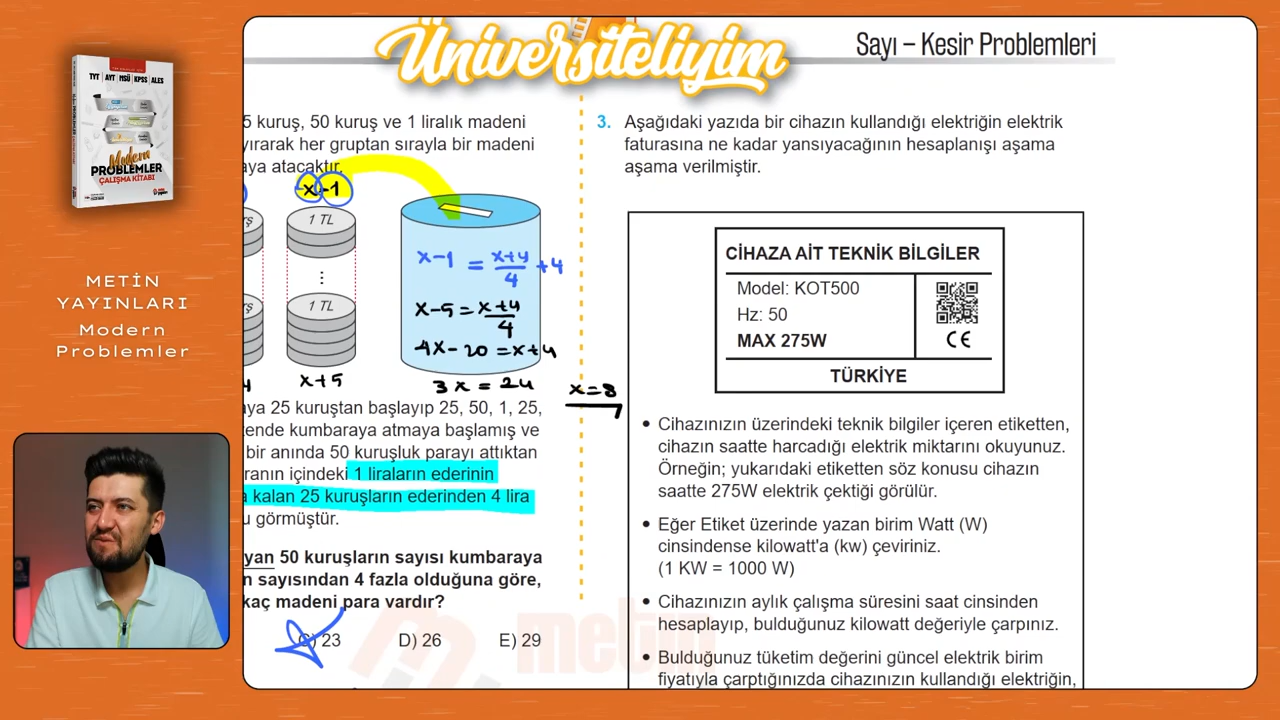 TYT | AYT | MSÜ | KPSS | ALES
Modern
PROBLEMLER
ÇALIŞMA KİTABI
METİN
YAYINLARI
Modern
Problemler
Üniversiteliyim
Sayı – Kesir Problemleri
5 kuruş, 50 kuruş ve 1 liralık madeni
yırarak her gruptan sırayla bir madeni
aya atacaktır.
x-1
1 TL
1 TL
x+5
x-1 = x+4/4 +4
x-5 = x+4/4
4x-20 = x+4
3x = 24
x=8
aya 25 kuruştan başlayıp 25, 50, 1, 25,
ende kumbaraya atmaya başlamış ve
bir anında 50 kuruşluk parayı attıktan
ranın içindeki 1 liraların ederinin
a kalan 25 kuruşların ederinden 4 lira
u görmüştür.
yan 50 kuruşların sayısı kumbaraya
n sayısından 4 fazla olduğuna göre,
kaç madeni para vardır?
C) 23
D) 26
E) 29
3. Aşağıdaki yazıda bir cihazın kullandığı elektriğin elektrik
faturasına ne kadar yansıyacağının hesaplanışı aşama
aşama verilmiştir.
CİHAZA AİT TEKNİK BİLGİLER
Model: KOT500
Hz: 50
MAX 275W
CE
TÜRKİYE
• Cihazınızın üzerindeki teknik bilgiler içeren etiketten,
cihazın saatte harcadığı elektrik miktarını okuyunuz.
Örneğin; yukarıdaki etiketten söz konusu cihazın
saatte 275W elektrik çektiği görülür.
• Eğer Etiket üzerinde yazan birim Watt (W)
cinsindense kilowatt'a (kw) çeviriniz.
(1 KW = 1000 W)
• Cihazınızın aylık çalışma süresini saat cinsinden
hesaplayıp, bulduğunuz kilowatt değeriyle çarpınız.
• Bulduğunuz tüketim değerini güncel elektrik birim
fiyatıyla çarptığınızda cihazınızın kullandığı elektriğin,
metin